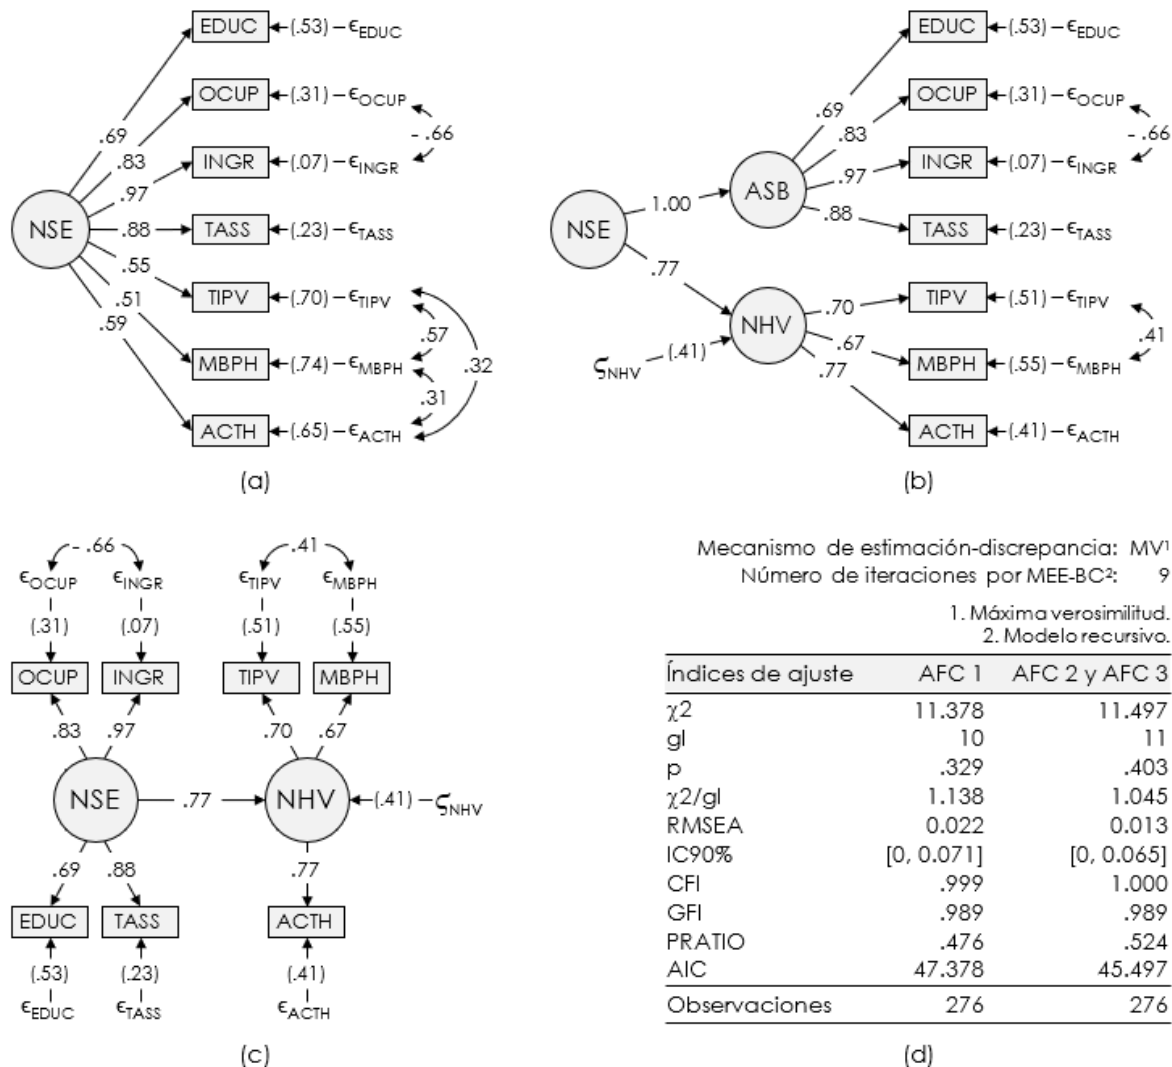 EDUC (.53) – ϵEDUC
OCUP (.31) – ϵOCUP
- .66
INGR (.07) – ϵINGR
TASS (.23) – ϵTASS
TIPV (.70) – ϵTIPV
.57
MBPH (.74) – ϵMBPH
.32
.31
ACTH (.65) – ϵACTH
NSE
.69
.83
.97
.88
.55
.51
.59
(a)
EDUC (.53) – ϵEDUC
OCUP (.31) – ϵOCUP
- .66
INGR (.07) – ϵINGR
TASS (.23) – ϵTASS
TIPV (.51) – ϵTIPV
.41
MBPH (.55) – ϵMBPH
ACTH (.41) – ϵACTH
NSE
1.00
.77
ASB
.69
.83
.97
.88
NHV
.70
.67
.77
ςNHV (.41)
(b)
- .66 .41
ϵOCUP ϵINGR ϵTIPV ϵMBPH
(.31) (.07) (.51) (.55)
OCUP INGR TIPV MBPH
.83 .97 .70 .67
NSE .77 NHV (.41) – ςNHV
.69 .88 .77
EDUC TASS ACTH
(.53) (.23) (.41)
ϵEDUC ϵTASS ϵACTH
(c)
Mecanismo de estimación-discrepancia: MV¹
Número de iteraciones por MEE-BC²: 9
1. Máxima verosimilitud.
2. Modelo recursivo.
Índices de ajuste AFC 1 AFC 2 y AFC 3
χ2 11.378 11.497
gl 10 11
p .329 .403
χ2/gl 1.138 1.045
RMSEA 0.022 0.013
IC90% [0, 0.071] [0, 0.065]
CFI .999 1.000
GFI .989 .989
PRATIO .476 .524
AIC 47.378 45.497
Observaciones 276 276
(d)